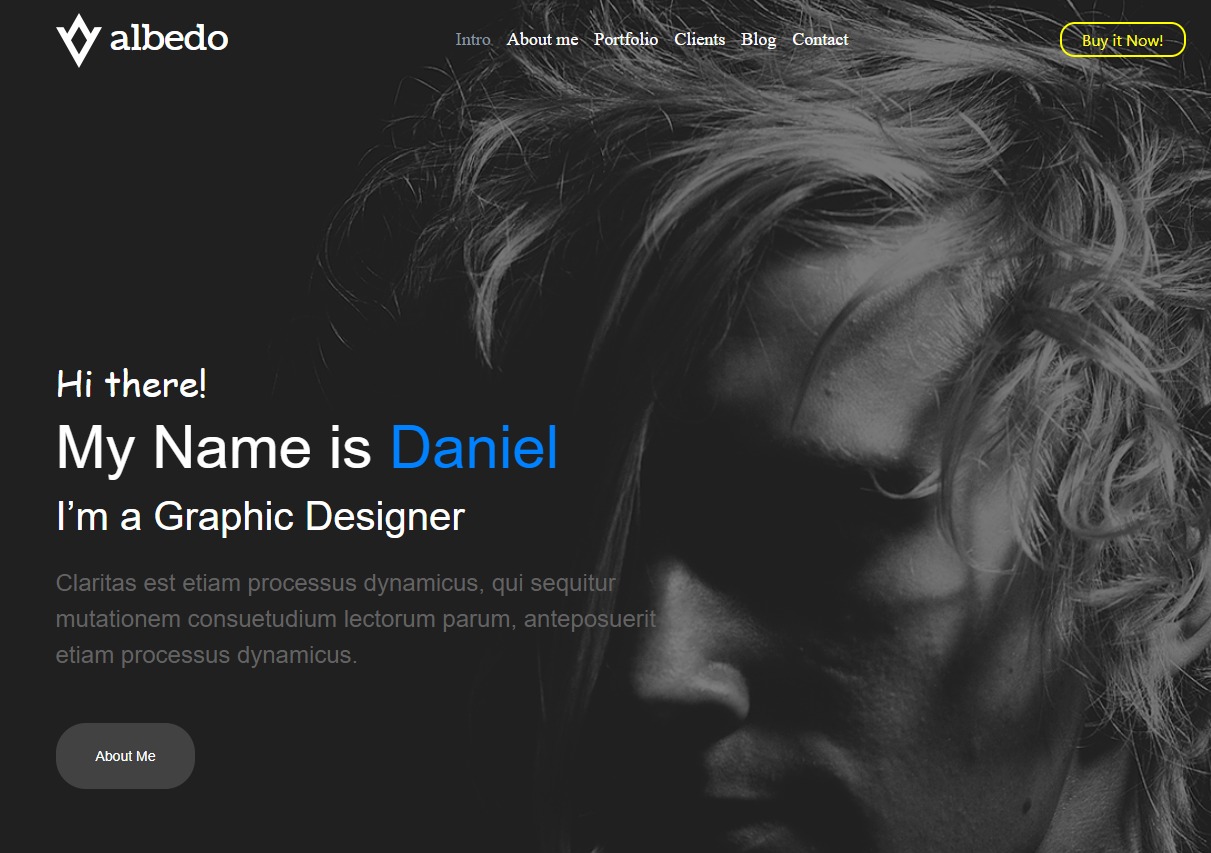 albedo
Intro About me Portfolio Clients Blog Contact
Buy it Now!
Hi there!
My Name is Daniel
I’m a Graphic Designer
Claritas est etiam processus dynamicus, qui sequitur
mutationem consuetudium lectorum parum, anteposuerit
etiam processus dynamicus.
About Me